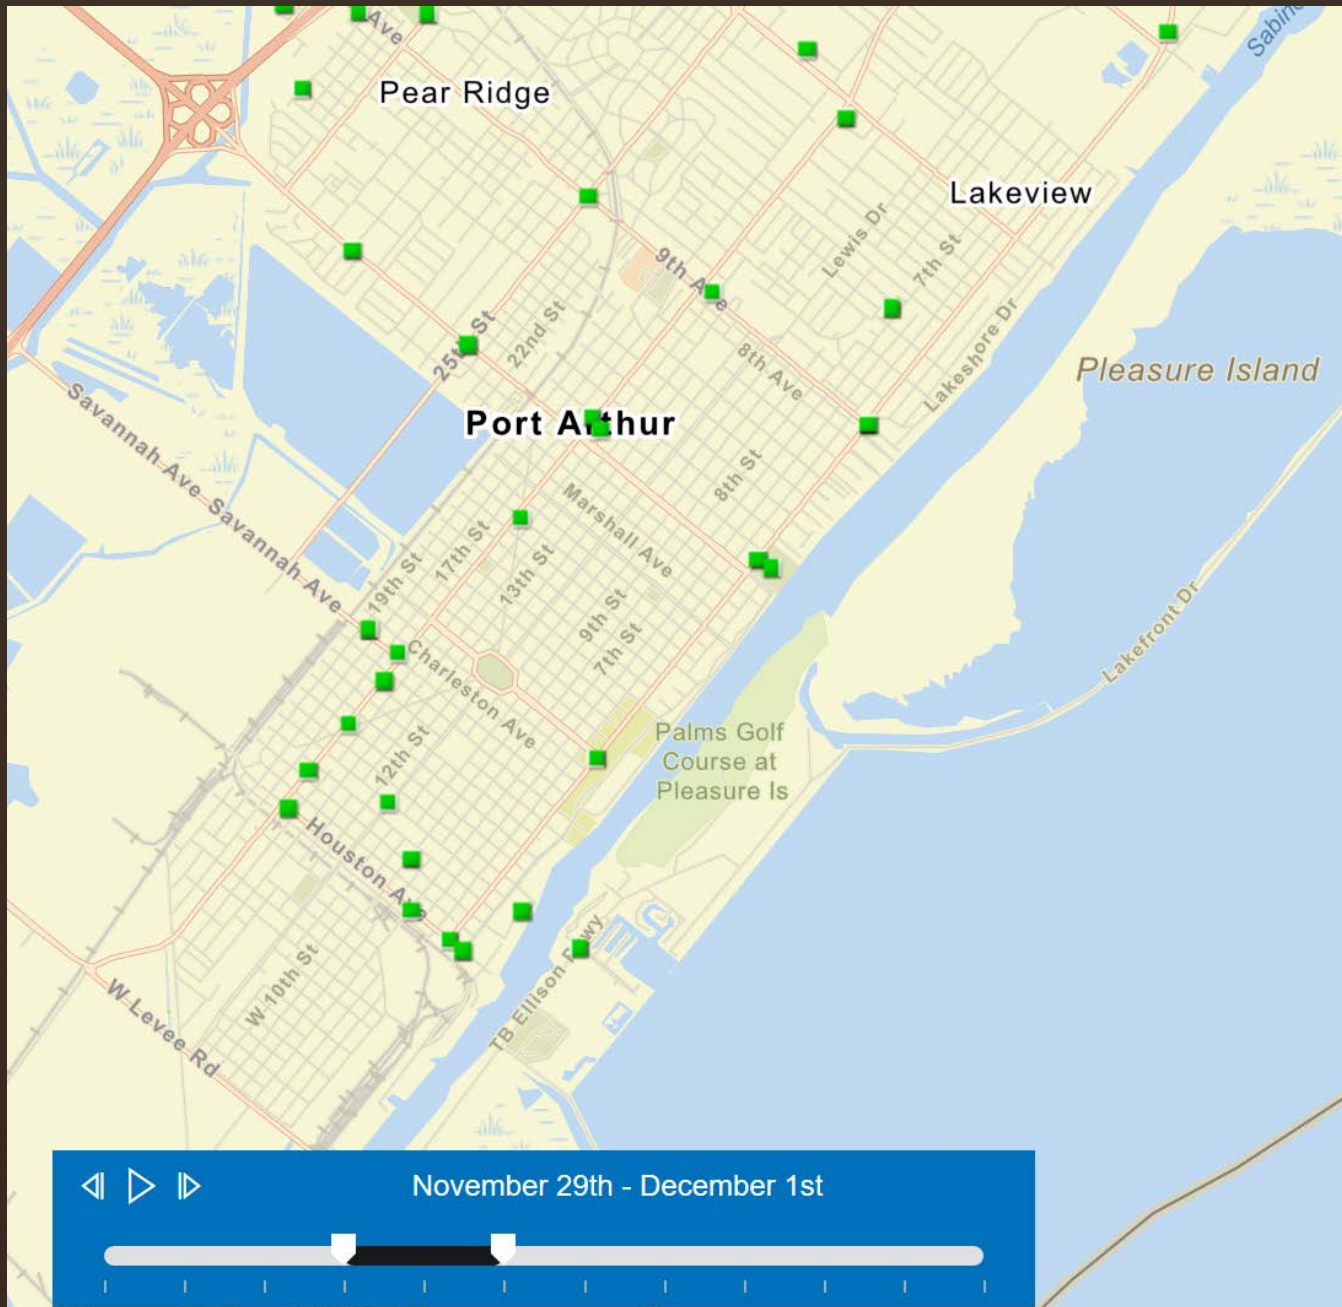 Ave
Sabine
Pear Ridge
Lakeview
Lewis Dr
7th St
9th Ave
22nd St
25th St
8th Ave
Lakeshore Dr
Pleasure Island
Port Arthur
Savannah Ave
Savannah Ave
8th St
Marshall Ave
17th St
13th St
19th St
9th St
7th St
Lakefront Dr
Charleston Ave
12th St
Palms Golf
Course at
Pleasure Is
Houston Ave
W 10th St
TB Ellison Pkwy
W Levee Rd
November 29th - December 1st